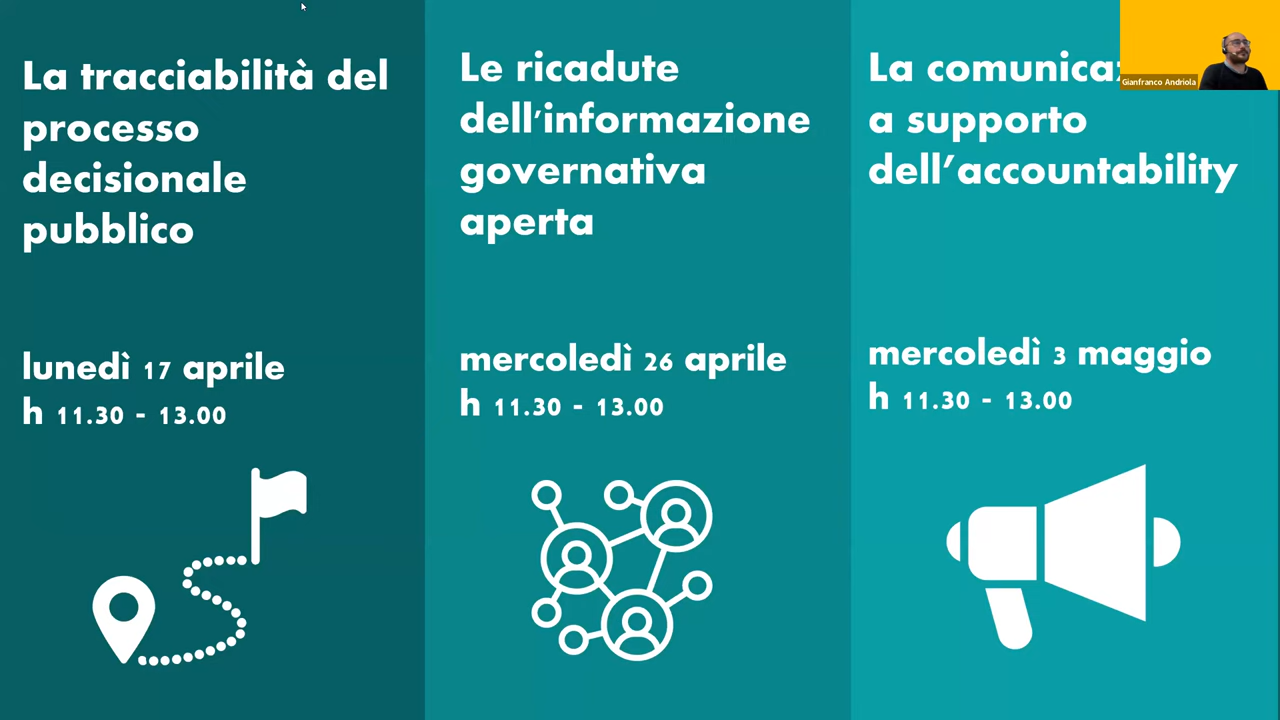 La tracciabilità del
processo
decisionale
pubblico
lunedì 17 aprile
h 11.30 - 13.00
Le ricadute
dell'informazione
governativa
aperta
mercoledì 26 aprile
h 11.30 - 13.00
La
a supporto
dell’accountability
mercoledì 3 maggio
h 11.30 - 13.00
Gianfranco Andriola